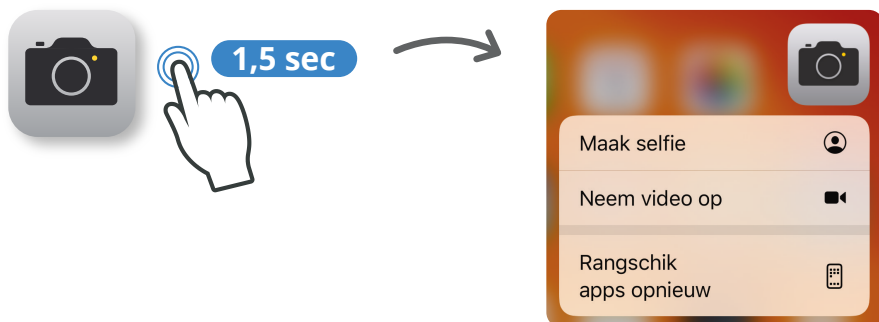 1,5 sec
Maak selfie
Neem video op
Rangschik
apps opnieuw